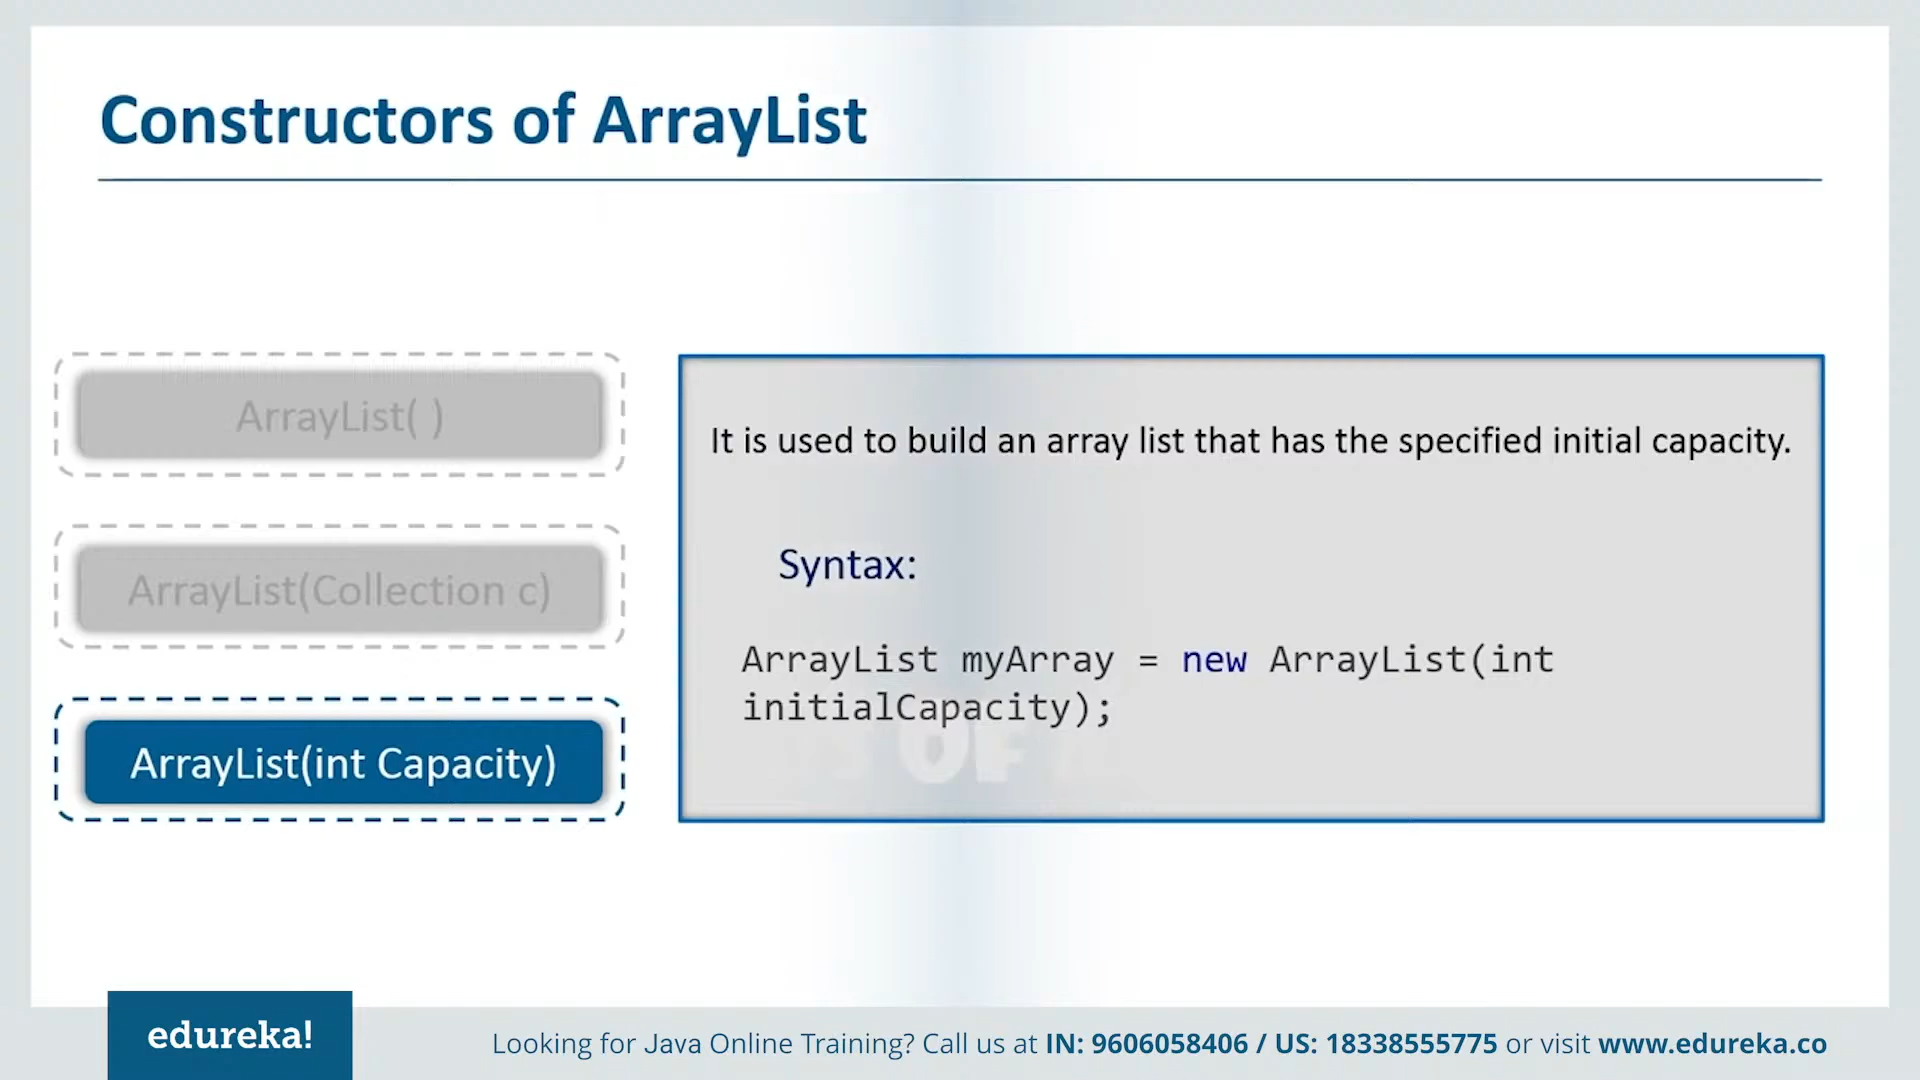 Constructors of ArrayList
ArrayList( )
ArrayList(Collection c)
ArrayList(int Capacity)
It is used to build an array list that has the specified initial capacity.
Syntax:
ArrayList myArray = new ArrayList(int
initialCapacity);
OF
edureka!
Looking for Java Online Training? Call us at IN: 9606058406 / US: 18338555775 or visit www.edureka.co